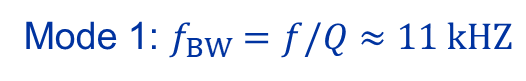 Mode 1: f_BW = f/Q ≈ 11 kHZ